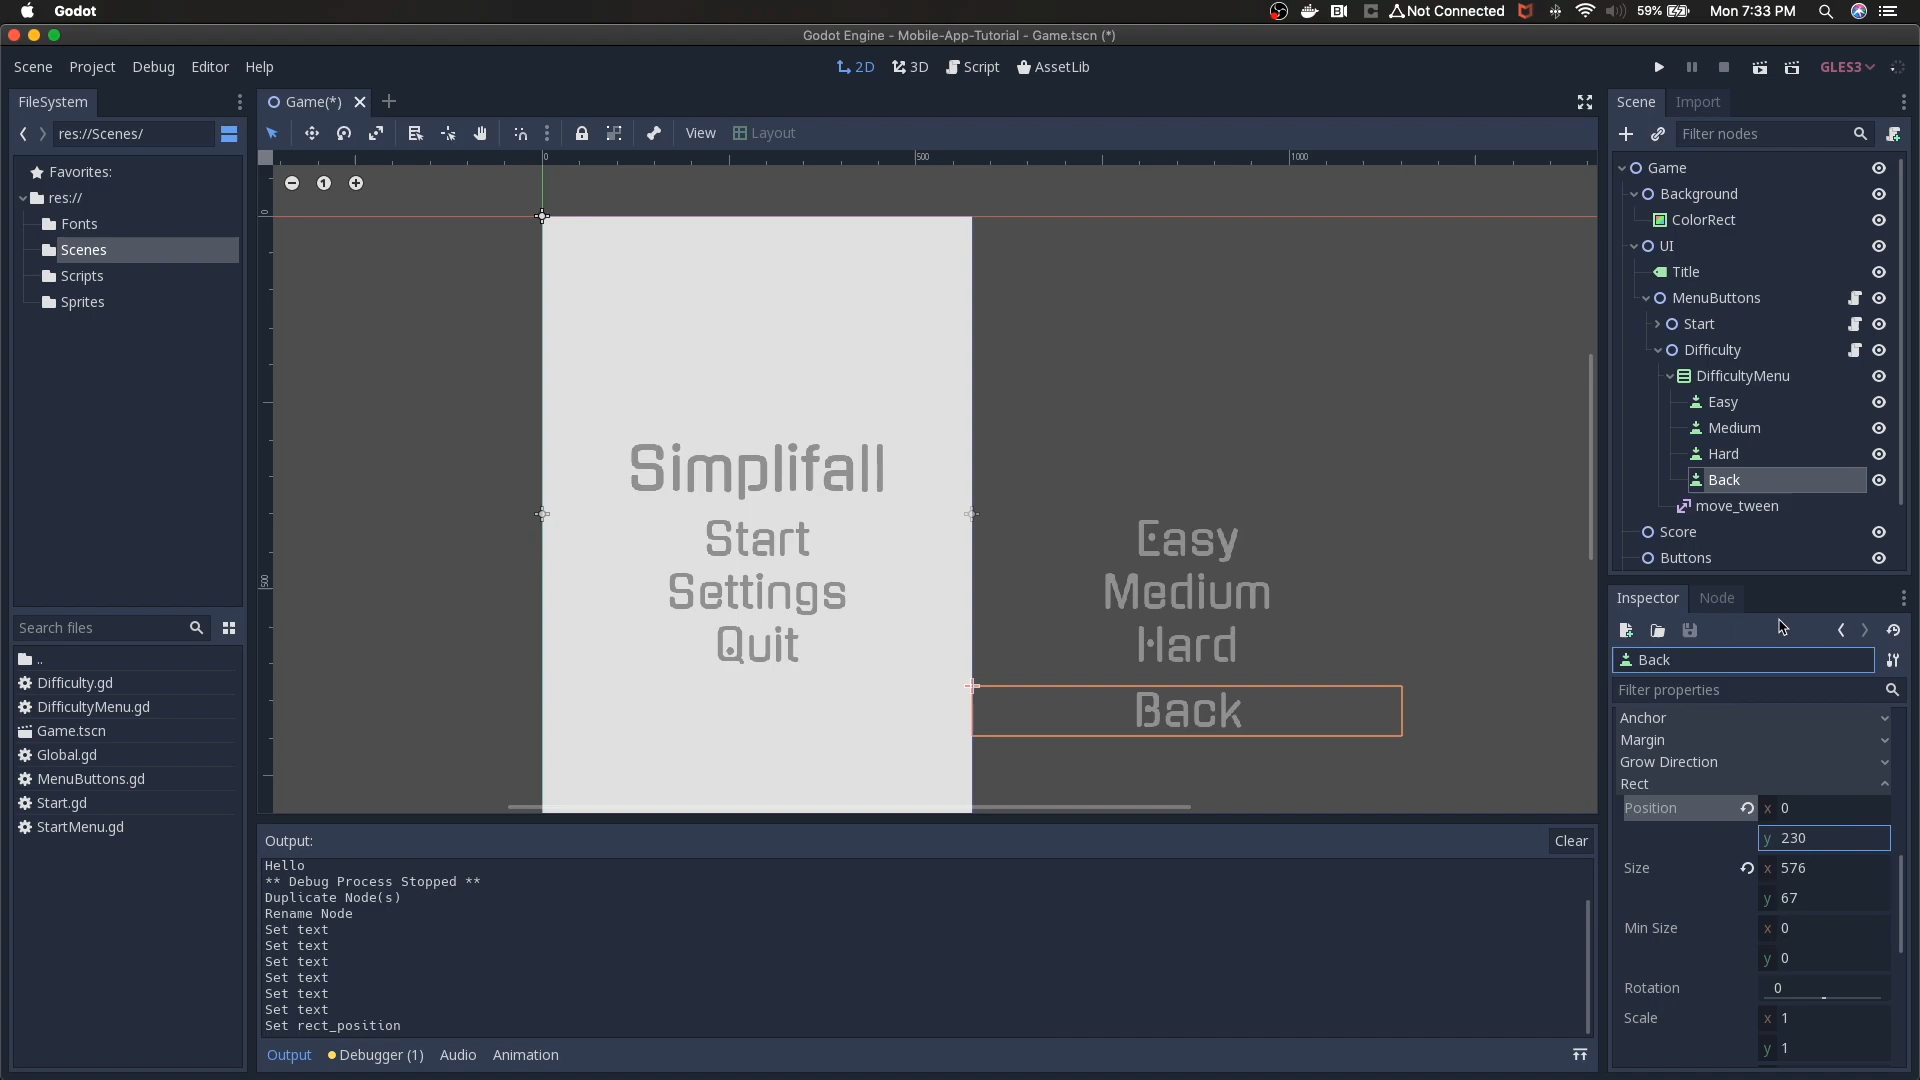 Godot
Not Connected
59%
Mon 7:33 PM
Godot Engine - Mobile-App-Tutorial - Game.tscn (*)
Scene Project Debug Editor Help
2D 3D Script AssetLib
GLES3
FileSystem
res://Scenes/
Favorites:
res://
Fonts
Scenes
Scripts
Sprites
Search files
..
Difficulty.gd
DifficultyMenu.gd
Game.tscn
Global.gd
MenuButtons.gd
Start.gd
StartMenu.gd
Game(*)
View Layout
0 500 1000
1
0
500
Simplifall
Start
Settings
Quit
Easy
Medium
Hard
Back
Output:
Clear
Hello
** Debug Process Stopped **
Duplicate Node(s)
Rename Node
Set text
Set text
Set text
Set text
Set text
Set text
Set rect_position
Output Debugger (1) Audio Animation
Scene Import
Filter nodes
Game
Background
ColorRect
UI
Title
MenuButtons
Start
Difficulty
DifficultyMenu
Easy
Medium
Hard
Back
move_tween
Score
Buttons
Inspector Node
Back
Filter properties
Anchor
Margin
Grow Direction
Rect
Position x 0
y 230
Size x 576
y 67
Min Size x 0
y 0
Rotation 0
Scale x 1
y 1